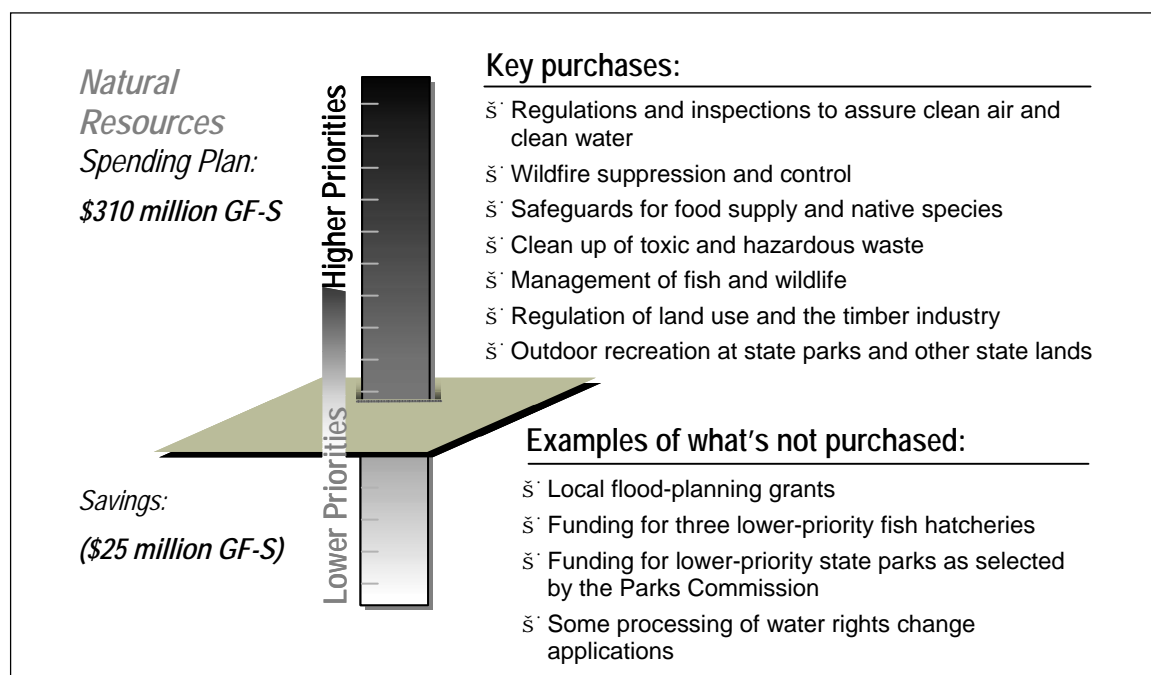 Natural
Resources
Spending Plan:
$310 million GF-S
Higher Priorities
Lower Priorities
Savings:
($25 million GF-S)
Key purchases:
š˙ Regulations and inspections to assure clean air and
clean water
š˙ Wildfire suppression and control
š˙ Safeguards for food supply and native species
š˙ Clean up of toxic and hazardous waste
š˙ Management of fish and wildlife
š˙ Regulation of land use and the timber industry
š˙ Outdoor recreation at state parks and other state lands
Examples of what's not purchased:
š˙ Local flood-planning grants
š˙ Funding for three lower-priority fish hatcheries
š˙ Funding for lower-priority state parks as selected
by the Parks Commission
š˙ Some processing of water rights change
applications